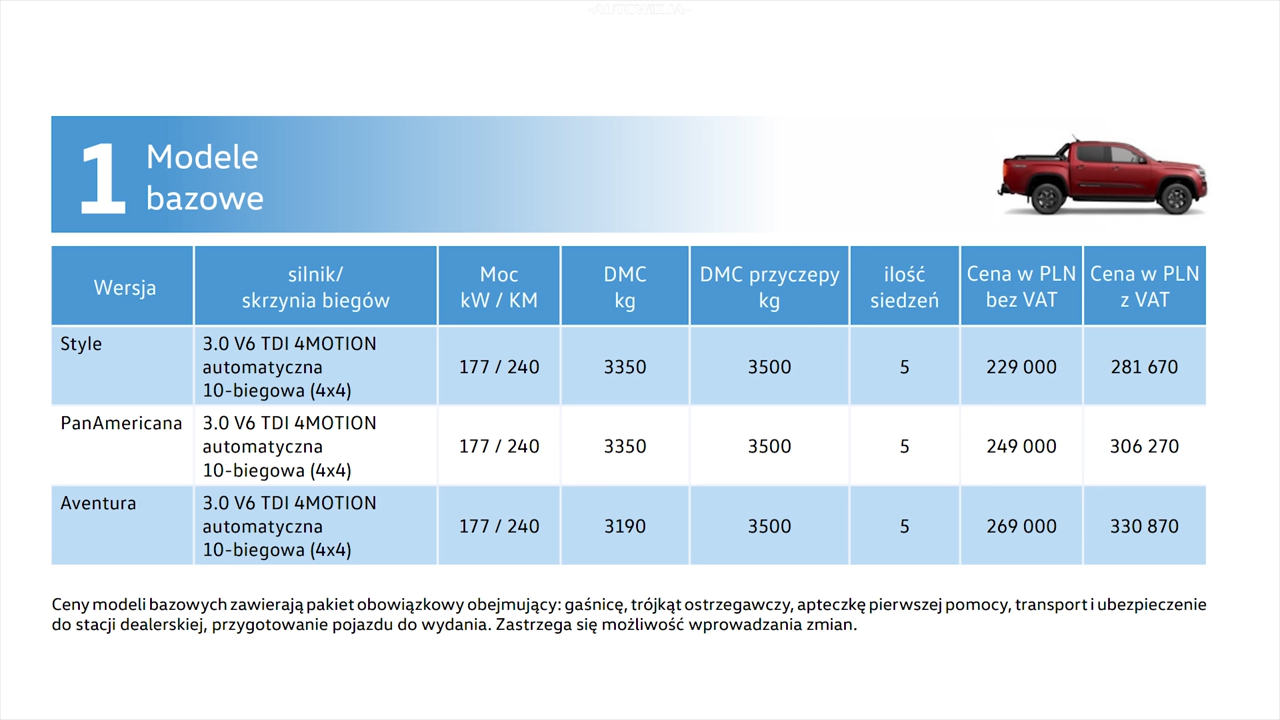 -AUTOWIZJA-
1 Modele
bazowe
Wersja
silnik/
skrzynia biegów
Moc
kW / KM
DMC
kg
DMC przyczepy
kg
ilość
siedzeń
Cena w PLN
bez VAT
Cena w PLN
z VAT
Style
3.0 V6 TDI 4MOTION
automatyczna
10-biegowa (4x4)
177 / 240
3350
3500
5
229 000
281 670
PanAmericana
3.0 V6 TDI 4MOTION
automatyczna
10-biegowa (4x4)
177 / 240
3350
3500
5
249 000
306 270
Aventura
3.0 V6 TDI 4MOTION
automatyczna
10-biegowa (4x4)
177 / 240
3190
3500
5
269 000
330 870
Ceny modeli bazowych zawierają pakiet obowiązkowy obejmujący: gaśnicę, trójkąt ostrzegawczy, apteczkę pierwszej pomocy, transport i ubezpieczenie
do stacji dealerskiej, przygotowanie pojazdu do wydania. Zastrzega się możliwość wprowadzania zmian.